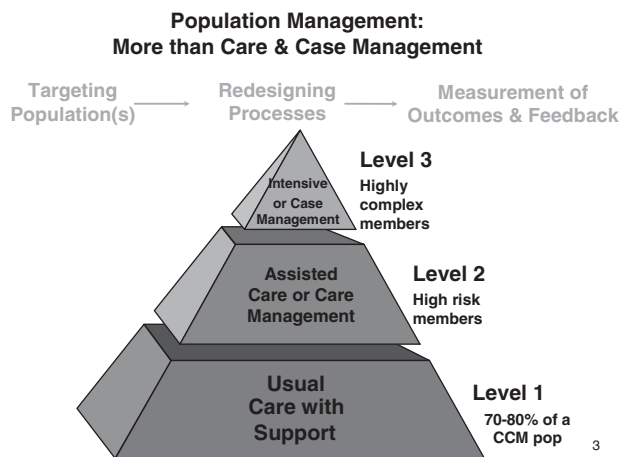 Population Management:
More than Care & Case Management
Targeting
Population(s)
Redesigning
Processes
Measurement of
Outcomes & Feedback
Intensive
or Case
Management
Level 3
Highly
complex
members
Assisted
Care or Care
Management
Level 2
High risk
members
Usual
Care with
Support
Level 1
70-80% of a
CCM pop
3